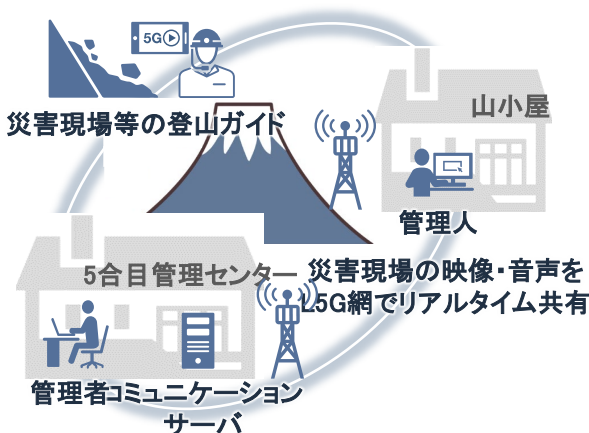 5G
災害現場等の登山ガイド
山小屋
管理人
5合目管理センター
災害現場の映像・音声を
L5G網でリアルタイム共有
管理者
コミュニケーション
サーバ